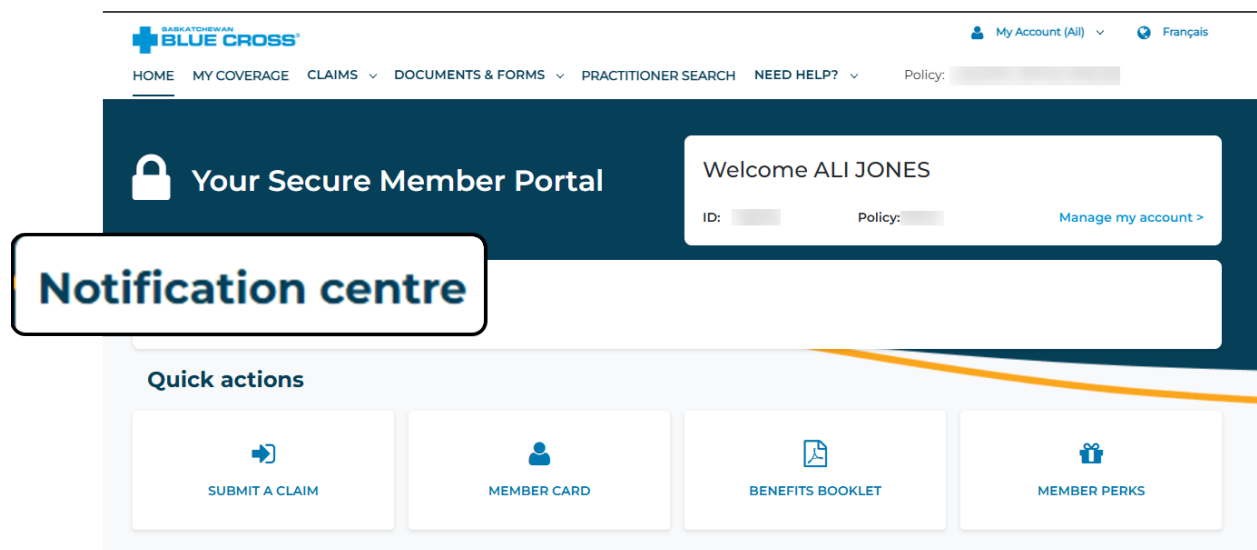 SASKATCHEWAN
BLUE CROSS®
My Account (Ail)
Français
HOME MY COVERAGE CLAIMS DOCUMENTS & FORMS PRACTITIONER SEARCH NEED HELP? Policy:
Your Secure Member Portal
Welcome ALI JONES
ID: Policy: Manage my account >
Notification centre
Quick actions
SUBMIT A CLAIM
MEMBER CARD
BENEFITS BOOKLET
MEMBER PERKS